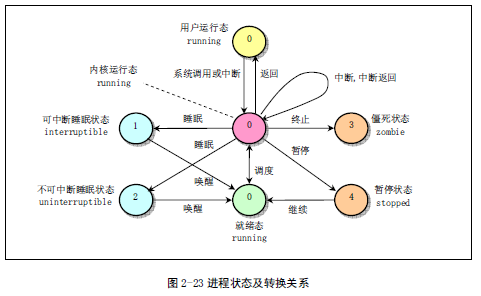 用户运行态
running
0
内核运行态
running
系统调用或中断
返回
中断,中断返回
可中断睡眠状态
interruptible
1
睡眠
0
终止
3
僵死状态
zombie
睡眠
暂停
不可中断睡眠状态
uninterruptible
2
唤醒
唤醒
调度
0
继续
4
暂停状态
stopped
就绪态
running
图 2-23 进程状态及转换关系